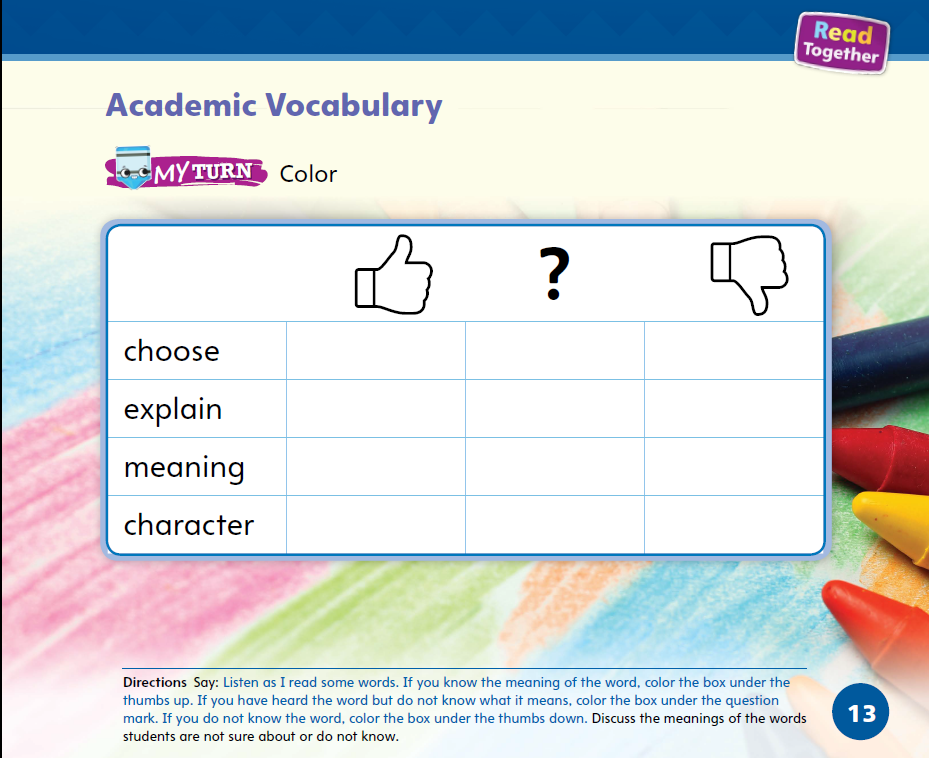 Read
Together
Academic Vocabulary
MY TURN Color
?
choose
explain
meaning
character
Directions Say: Listen as I read some words. If you know the meaning of the word, color the box under the
thumbs up. If you have heard the word but do not know what it means, color the box under the question
mark. If you do not know the word, color the box under the thumbs down. Discuss the meanings of the words
students are not sure about or do not know.
13